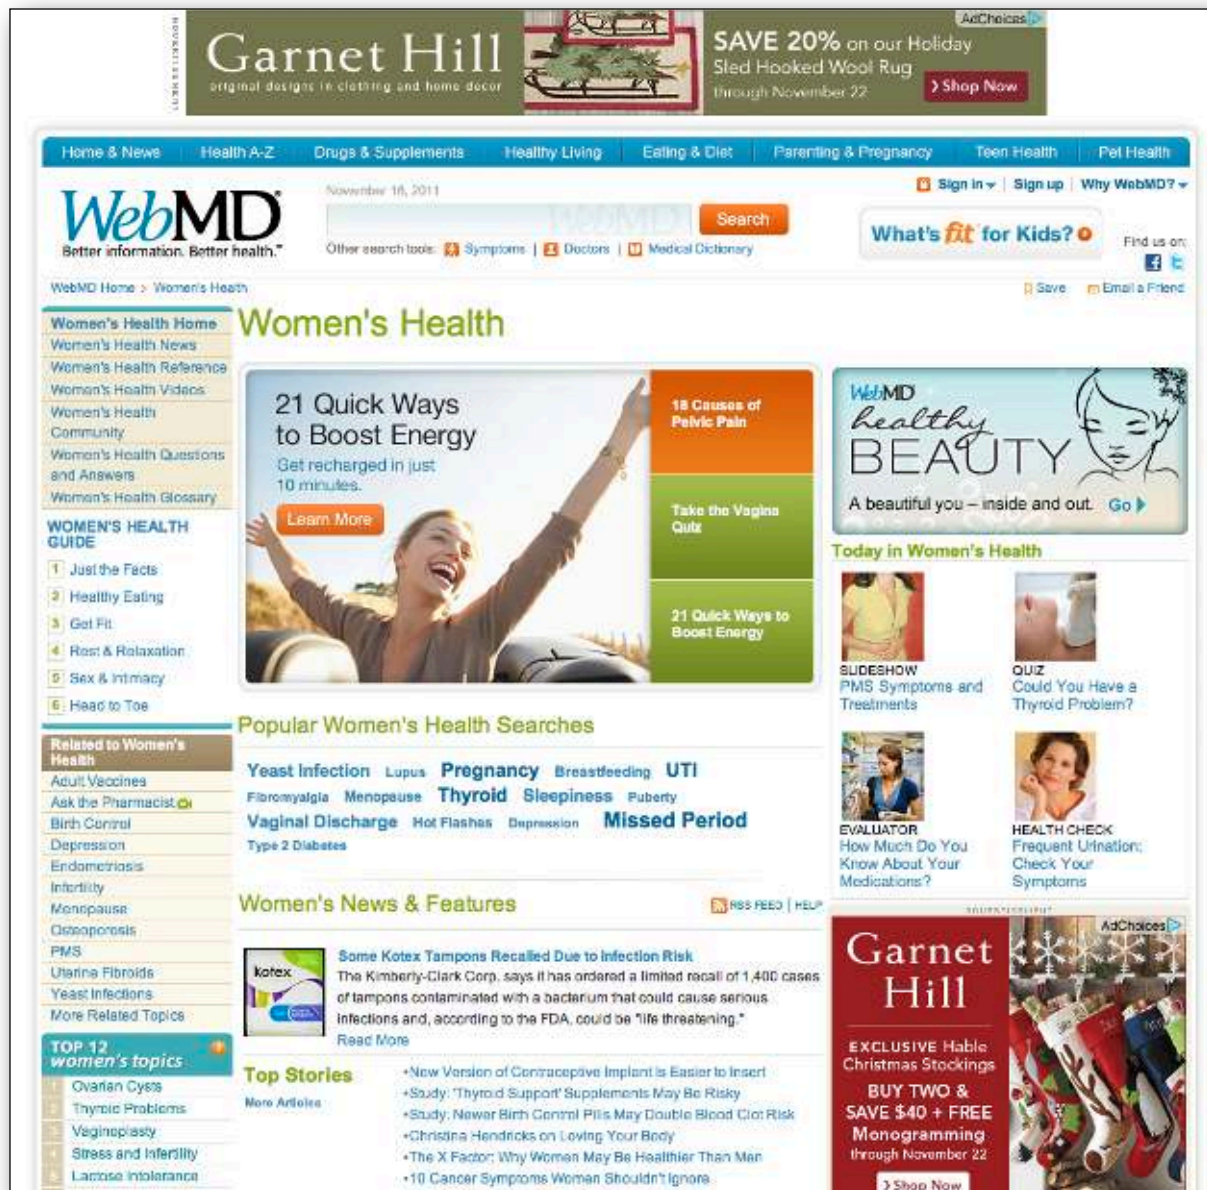 ADVERTISEMENT
Garnet Hill
original designs in clothing and home decor
AdChoices
SAVE 20% on our Holiday
Sled Hooked Wool Rug
through November 22
Shop Now
Home & News
Health A-Z
Drugs & Supplements
Healthy Living
Eating & Diet
Parenting & Pregnancy
Teen Health
Pet Health
WebMD
Better information. Better health.™
November 16, 2011
Search
Other search tools: Symptoms | Doctors | Medical Dictionary
Sign In | Sign up | Why WebMD?
What's fit for Kids?
Find us on:
WebMD Home > Women's Health
Save
Email a Friend
Women's Health Home
Women's Health News
Women's Health Reference
Women's Health Videos
Women's Health
Community
Women's Health Questions
and Answers
Women's Health Glossary
WOMEN'S HEALTH
GUIDE
1 Just the Facts
2 Healthy Eating
3 Get Fit
4 Rest & Relaxation
5 Sex & Intimacy
6 Head to Toe
Related to Women's
Health
Adult Vaccines
Ask the Pharmacist
Birth Control
Depression
Endometriosis
Infertility
Menopause
Osteoporosis
PMS
Uterine Fibroids
Yeast Infections
More Related Topics
TOP 12
women's topics
1 Ovarian Cysts
2 Thyroid Problems
3 Vaginoplasty
4 Stress and Infertility
5 Lactose Intolerance
Women's Health
21 Quick Ways
to Boost Energy
Get recharged in just
10 minutes.
Learn More
18 Causes of
Pelvic Pain
Take the Vagina
Quiz
21 Quick Ways to
Boost Energy
Popular Women's Health Searches
Yeast Infection Lupus Pregnancy Breastfeeding UTI
Fibromyalgia Menopause Thyroid Sleepiness Puberty
Vaginal Discharge Hot Flashes Depression Missed Period
Type 2 Diabetes
Women's News & Features
RSS FEED | HELP
kotex
Some Kotex Tampons Recalled Due to Infection Risk
The Kimberly-Clark Corp. says it has ordered a limited recall of 1,400 cases
of tampons contaminated with a bacterium that could cause serious
infections and, according to the FDA, could be "life threatening."
Read More
Top Stories
More Articles
•New Version of Contraceptive Implant Is Easier to Insert
•Study: 'Thyroid Support' Supplements May Be Risky
•Study: Newer Birth Control Pills May Double Blood Clot Risk
•Christina Hendricks on Loving Your Body
•The X Factor: Why Women May Be Healthier Than Men
•10 Cancer Symptoms Women Shouldn't Ignore
WebMD
healthy
BEAUTY
A beautiful you – inside and out. Go
Today in Women's Health
SLIDESHOW
PMS Symptoms and
Treatments
QUIZ
Could You Have a
Thyroid Problem?
EVALUATOR
How Much Do You
Know About Your
Medications?
HEALTH CHECK
Frequent Urination:
Check Your
Symptoms
ADVERTISEMENT
AdChoices
Garnet
Hill
EXCLUSIVE Hable
Christmas Stockings
BUY TWO &
SAVE $40 + FREE
Monogramming
through November 22
Shop Now